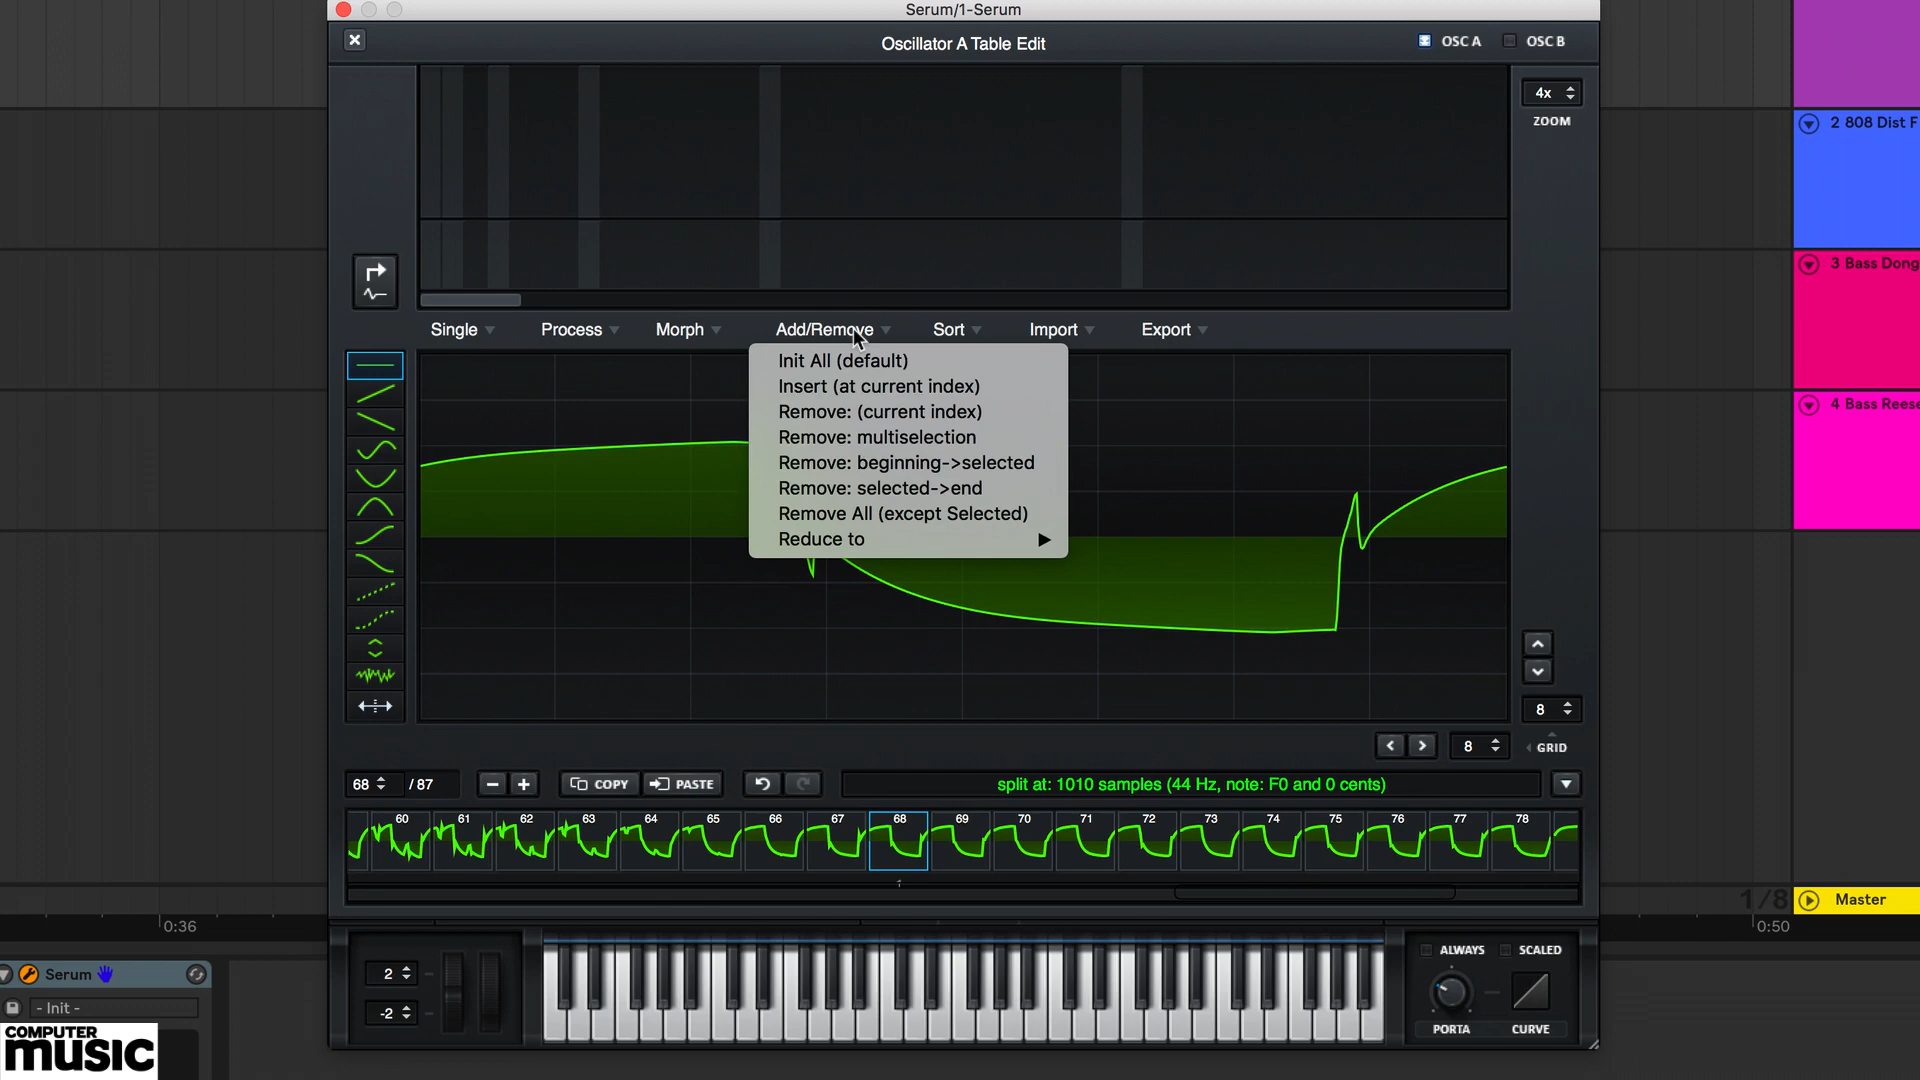 Serum/1-Serum
Oscillator A Table Edit
OSC A
OSC B
4x
ZOOM
2 808 Dist F
3 Bass Dong
4 Bass Reese
Single
Process
Morph
Add/Remove
Sort
Import
Export
Init All (default)
Insert (at current index)
Remove: (current index)
Remove: multiselection
Remove: beginning->selected
Remove: selected->end
Remove All (except Selected)
Reduce to
8
8
GRID
68
/ 87
COPY
PASTE
split at: 1010 samples (44 Hz, note: F0 and 0 cents)
60 61 62 63 64 65 66 67 68 69 70 71 72 73 74 75 76 77 78
1/8
Master
0:36
0:50
Serum
- Init -
2
-2
ALWAYS
SCALED
PORTA
CURVE
COMPUTER
music